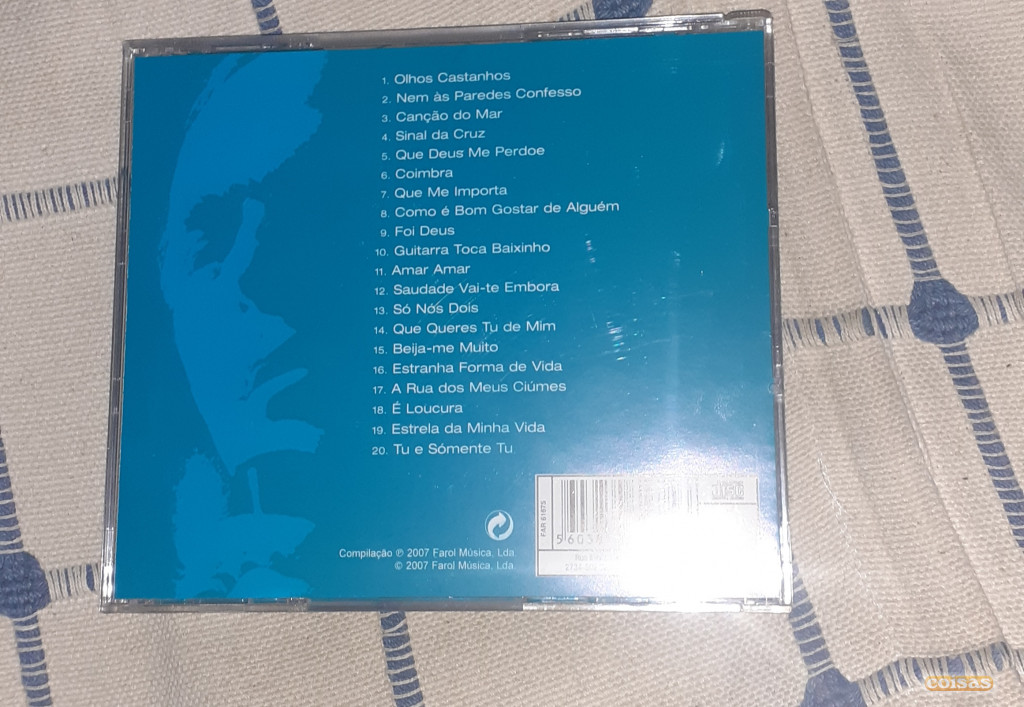 1. Olhos Castanhos
2. Nem às Paredes Confesso
3. Canção do Mar
4. Sinal da Cruz
5. Que Deus Me Perdoe
6. Coimbra
7. Que Me Importa
8. Como é Bom Gostar de Alguém
9. Foi Deus
10. Guitarra Toca Baixinho
11. Amar Amar
12. Saudade Vai-te Embora
13. Só Nós Dois
14. Que Queres Tu de Mim
15. Beija-me Muito
16. Estranha Forma de Vida
17. A Rua dos Meus Ciúmes
18. É Loucura
19. Estrela da Minha Vida
20. Tu e Sómente Tu
Compilação ℗ 2007 Farol Música, Lda.
© 2007 Farol Música, Lda.
disc
coisas